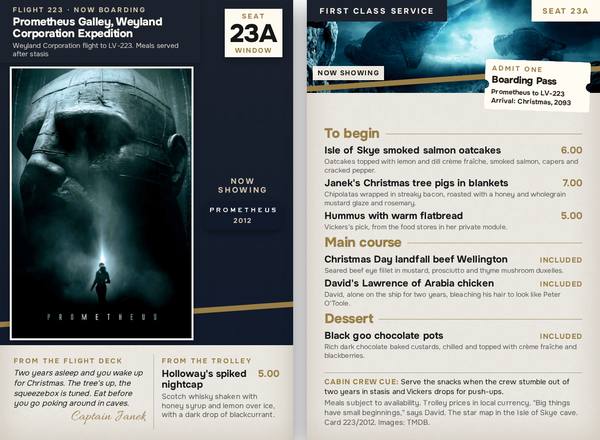 FLIGHT 223 · NOW BOARDING
Prometheus Galley, Weyland
Corporation Expedition
Weyland Corporation flight to LV-223. Meals served
after stasis
SEAT
23A
WINDOW
NOW
SHOWING
PROMETHEUS
2012
PROMETHEUS
FROM THE FLIGHT DECK
Two years asleep and you wake up
for Christmas. The tree's up, the
squeezebox is tuned. Eat before
you go poking around in caves.
Captain Janek
FROM THE TROLLEY
Holloway's spiked 5.00
nightcap
Scotch whisky shaken with
honey syrup and lemon over ice,
with a dark drop of blackcurrant.
FIRST CLASS SERVICE
SEAT 23A
NOW SHOWING
ADMIT ONE
Boarding Pass
Prometheus to LV-223
Arrival: Christmas, 2093
To begin
Isle of Skye smoked salmon oatcakes 6.00
Oatcakes topped with lemon and dill crème fraîche, smoked salmon, capers and
cracked pepper.
Janek's Christmas tree pigs in blankets 7.00
Chipolatas wrapped in streaky bacon, roasted with a honey and wholegrain
mustard glaze and rosemary.
Hummus with warm flatbread 5.00
Vickers's pick, from the food stores in her private module.
Main course
Christmas Day landfall beef Wellington INCLUDED
Seared beef eye fillet in mustard, prosciutto and thyme mushroom duxelles.
David's Lawrence of Arabia chicken INCLUDED
David, alone on the ship for two years, bleaching his hair to look like Peter
O'Toole.
Dessert
Black goo chocolate pots INCLUDED
Rich dark chocolate baked custards, chilled and topped with crème fraîche and
blackberries.
CABIN CREW CUE: Serve the snacks when the crew stumble out of
two years in stasis and Vickers drops for push-ups.
Meals subject to availability. Trolley prices in local currency. "Big things
have small beginnings," says David. The star map in the Isle of Skye cave.
Card 223/2012. Images: TMDB.